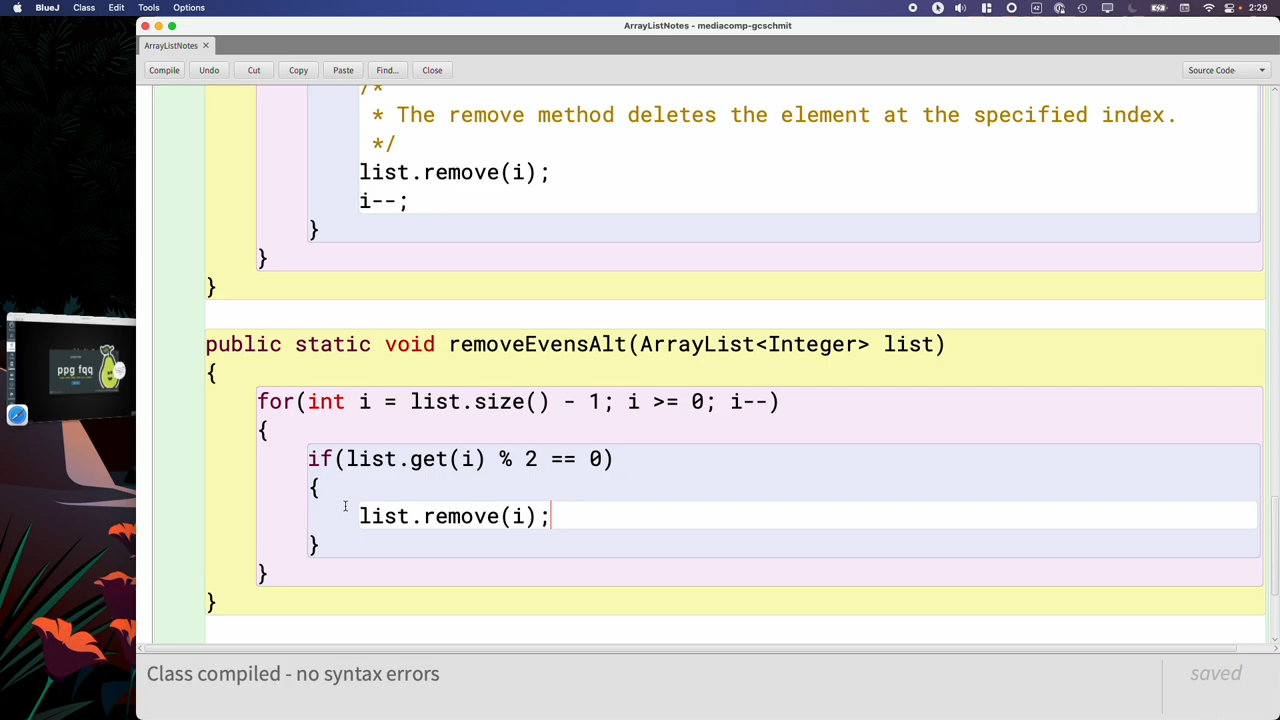 BlueJ Class Edit Tools Options 2:29
ArrayListNotes - mediacomp-gcschmit
ArrayListNotes ×
Compile Undo Cut Copy Paste Find... Close Source Code
/*
* The remove method deletes the element at the specified index.
*/
list.remove(i);
i--;
}
}
}
public static void removeEvensAlt(ArrayList<Integer> list)
{
for(int i = list.size() - 1; i >= 0; i--)
{
if(list.get(i) % 2 == 0)
{
list.remove(i);
}
}
}
ppg fqq
Class compiled - no syntax errors
saved